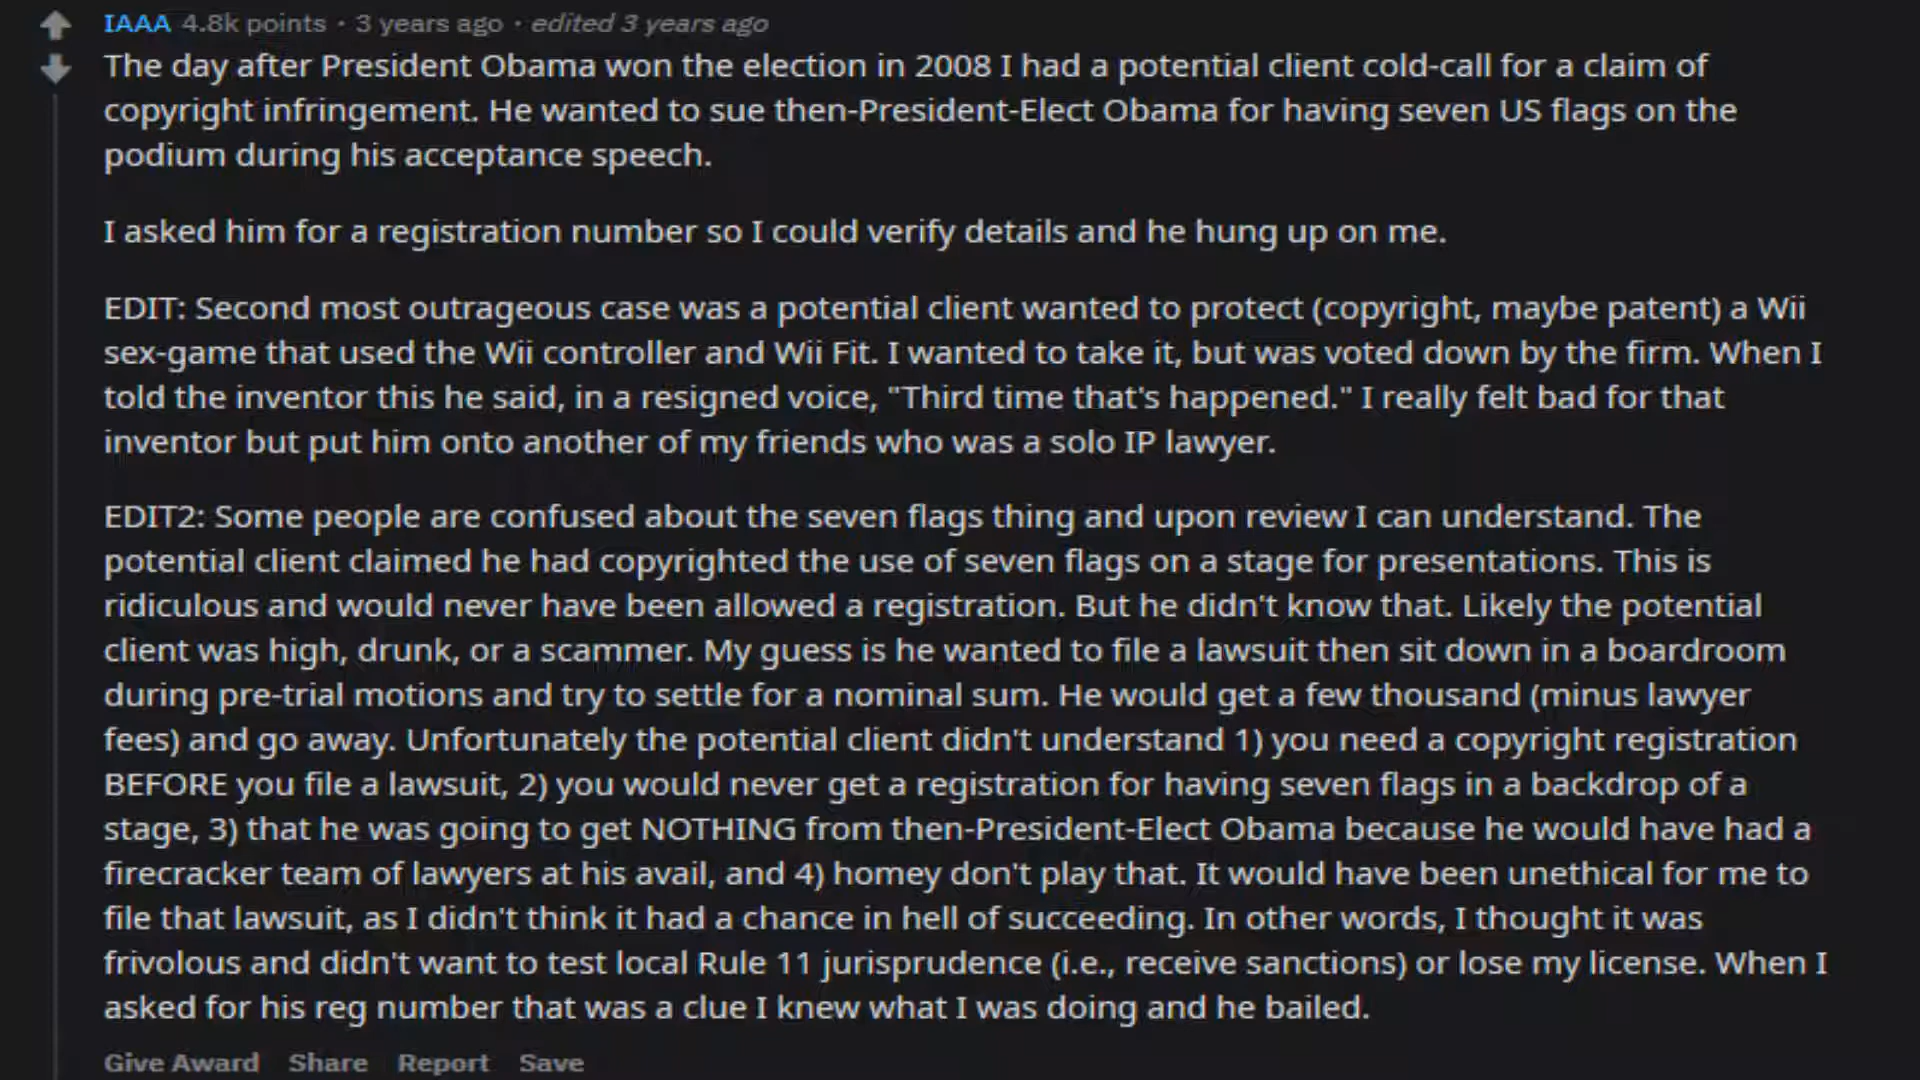 IAAA 4.8k points · 3 years ago · edited 3 years ago
The day after President Obama won the election in 2008 I had a potential client cold-call for a claim of
copyright infringement. He wanted to sue then-President-Elect Obama for having seven US flags on the
podium during his acceptance speech.
I asked him for a registration number so I could verify details and he hung up on me.
EDIT: Second most outrageous case was a potential client wanted to protect (copyright, maybe patent) a Wii
sex-game that used the Wii controller and Wii Fit. I wanted to take it, but was voted down by the firm. When I
told the inventor this he said, in a resigned voice, "Third time that's happened." I really felt bad for that
inventor but put him onto another of my friends who was a solo IP lawyer.
EDIT2: Some people are confused about the seven flags thing and upon review I can understand. The
potential client claimed he had copyrighted the use of seven flags on a stage for presentations. This is
ridiculous and would never have been allowed a registration. But he didn't know that. Likely the potential
client was high, drunk, or a scammer. My guess is he wanted to file a lawsuit then sit down in a boardroom
during pre-trial motions and try to settle for a nominal sum. He would get a few thousand (minus lawyer
fees) and go away. Unfortunately the potential client didn't understand 1) you need a copyright registration
BEFORE you file a lawsuit, 2) you would never get a registration for having seven flags in a backdrop of a
stage, 3) that he was going to get NOTHING from then-President-Elect Obama because he would have had a
firecracker team of lawyers at his avail, and 4) homey don't play that. It would have been unethical for me to
file that lawsuit, as I didn't think it had a chance in hell of succeeding. In other words, I thought it was
frivolous and didn't want to test local Rule 11 jurisprudence (i.e., receive sanctions) or lose my license. When I
asked for his reg number that was a clue I knew what I was doing and he bailed.
Give Award Share Report Save